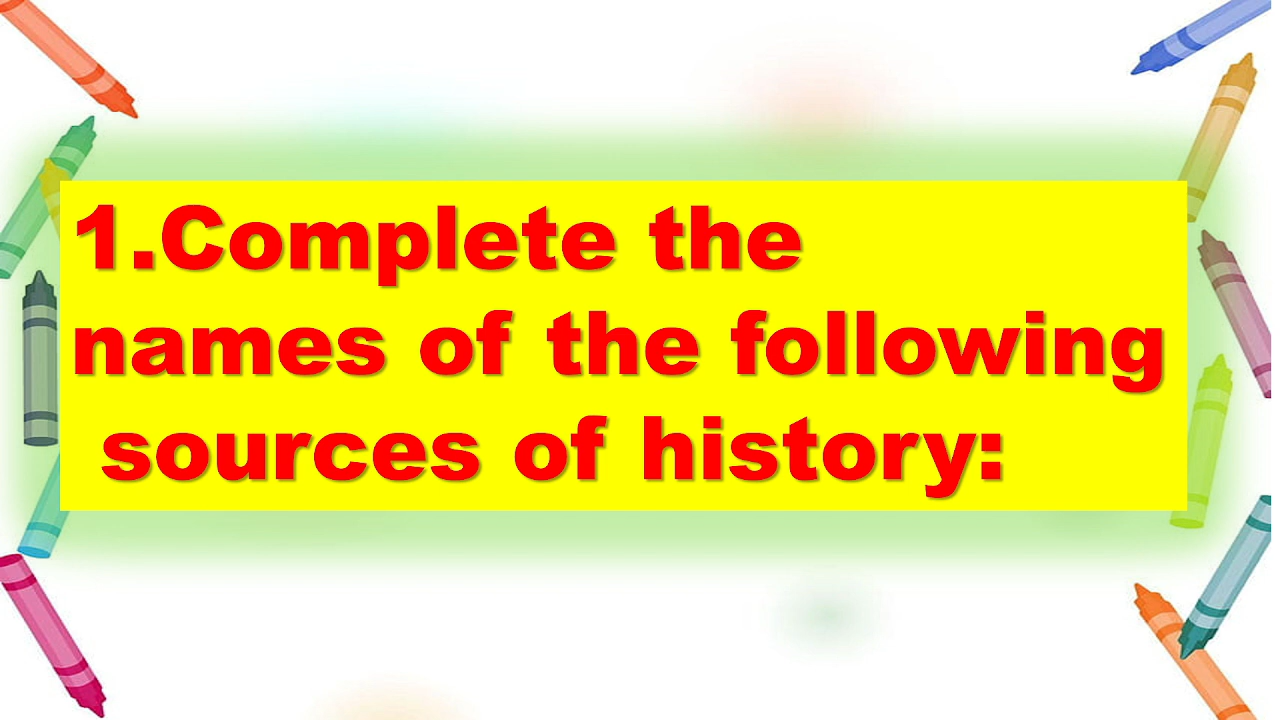 1.Complete the
names of the following
sources of history: